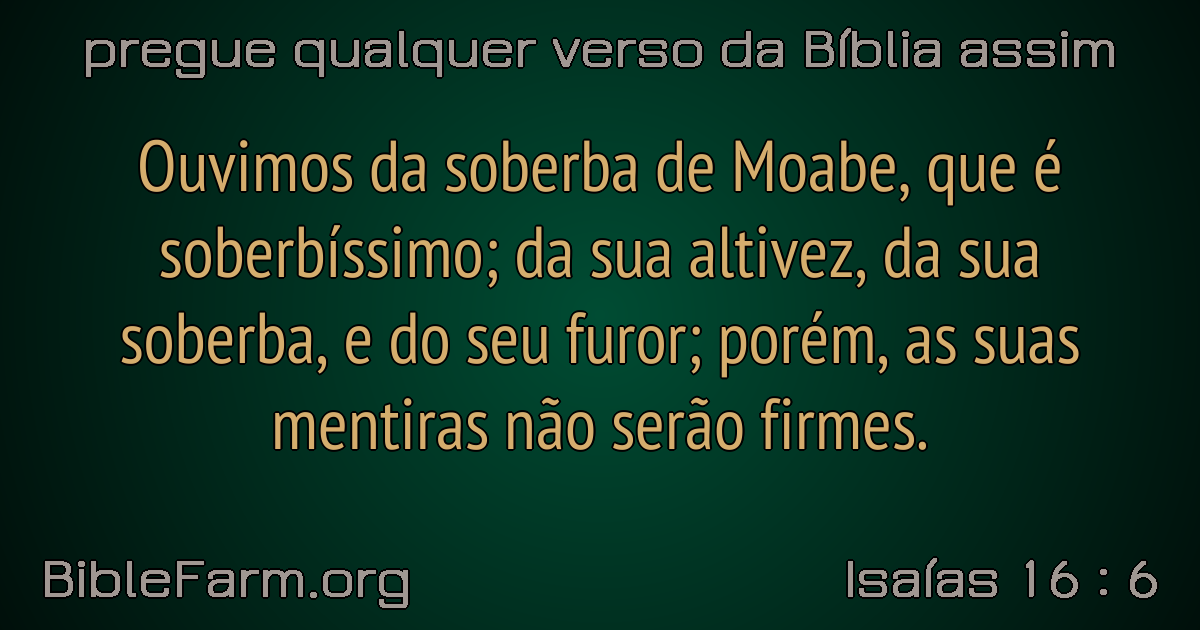 pregue qualquer verso da Bíblia assim
Ouvimos da soberba de Moabe, que é
soberbíssimo; da sua altivez, da sua
soberba, e do seu furor; porém, as suas
mentiras não serão firmes.
BibleFarm.org
Isaías 16 : 6